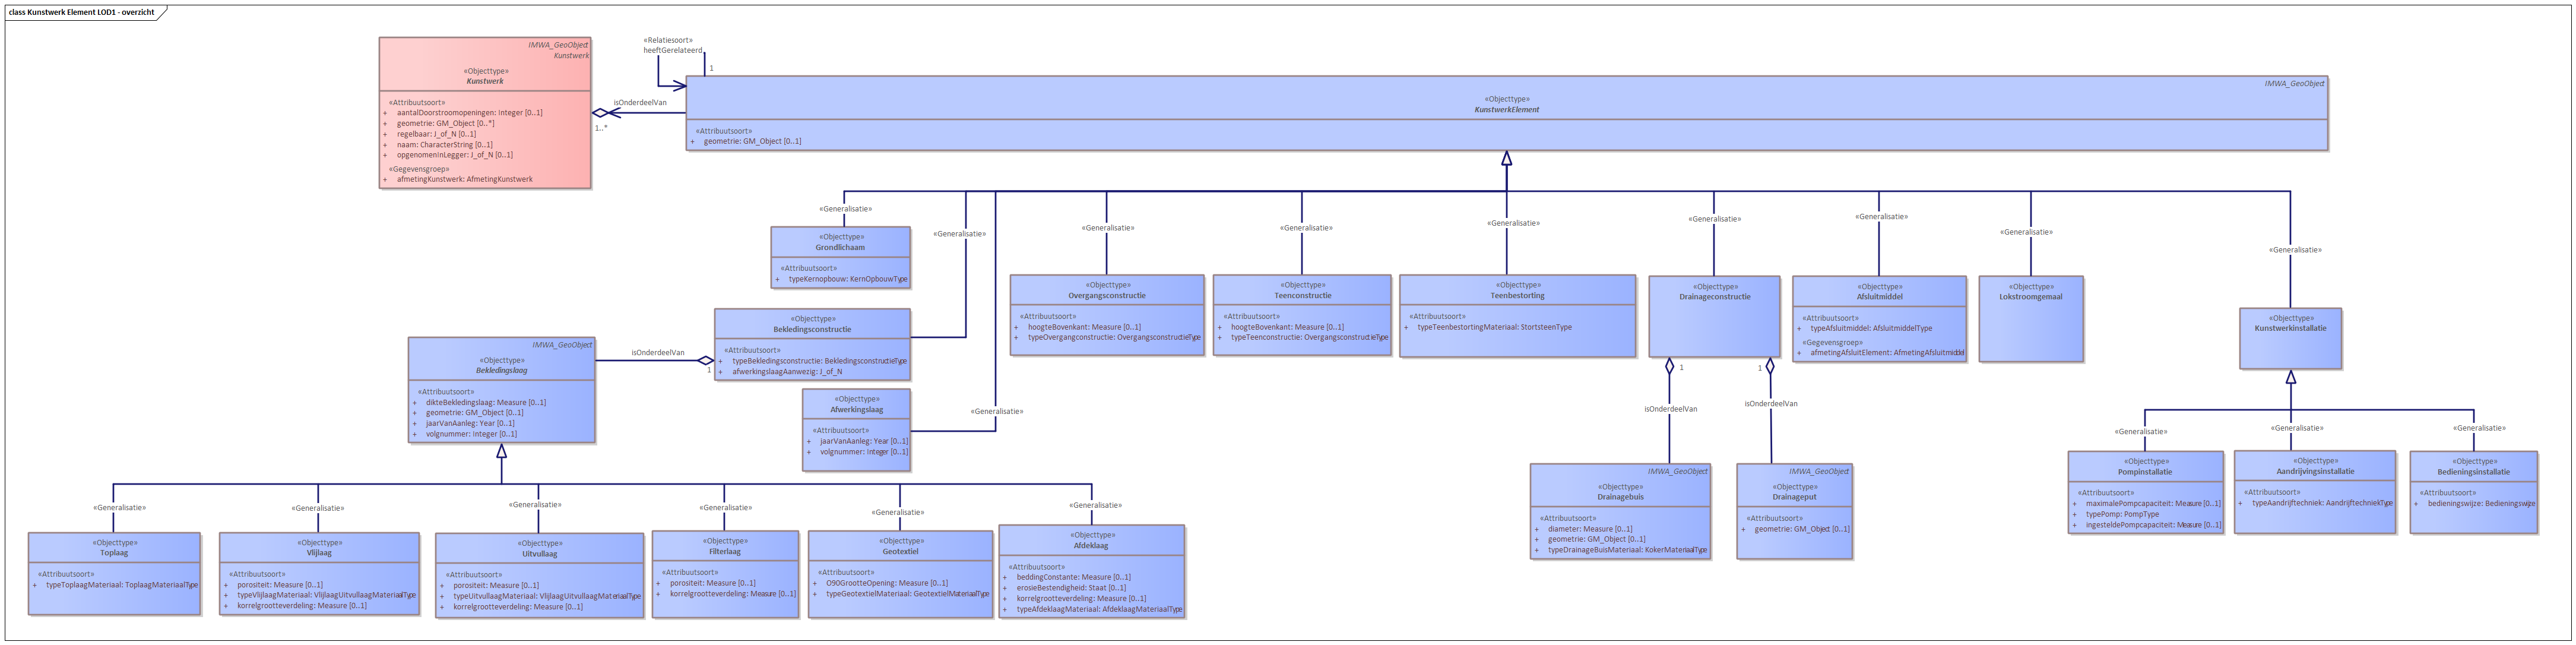 class Kunstwerk Element LOD1 - overzicht
IMWA_GeoObject
Kunstwerk
«Objecttype»
Kunstwerk
«Attribuutsoort»
+ aantalDoorstroomopeningen: Integer [0..1]
+ geometrie: GM_Object [0..*]
+ regelbaar: J_of_N [0..1]
+ naam: CharacterString [0..1]
+ opgenomenInLegger: J_of_N [0..1]
«Gegevensgroep»
+ afmetingKunstwerk: AfmetingKunstwerk
«Relatiesoort»
heeftGerelateerd
1
isOnderdeelVan
1..*
IMWA_GeoObject
«Objecttype»
KunstwerkElement
«Attribuutsoort»
+ geometrie: GM_Object [0..1]
«Generalisatie»
«Generalisatie»
«Generalisatie»
«Generalisatie»
«Generalisatie»
«Generalisatie»
«Generalisatie»
«Generalisatie»
«Generalisatie»
«Generalisatie»
«Objecttype»
Grondlichaam
«Attribuutsoort»
+ typeKernopbouw: KernOpbouwType
«Objecttype»
Overgangsconstructie
«Attribuutsoort»
+ hoogteBovenkant: Measure [0..1]
+ typeOvergangconstructie: OvergangsconstructieType
«Objecttype»
Teenconstructie
«Attribuutsoort»
+ hoogteBovenkant: Measure [0..1]
+ typeTeenconstructie: OvergangsconstructieType
«Objecttype»
Teenbestorting
«Attribuutsoort»
+ typeTeenbestortingMateriaal: StortsteenType
«Objecttype»
Drainageconstructie
«Objecttype»
Afsluitmiddel
«Attribuutsoort»
+ typeAfsluitmiddel: AfsluitmiddelType
«Gegevensgroep»
+ afmetingAfsluitElement: AfmetingAfsluitmiddel
«Objecttype»
Lokstroomgemaal
«Objecttype»
Kunstwerkinstallatie
«Objecttype»
Bekledingsconstructie
«Attribuutsoort»
+ typeBekledingsconstructie: BekledingsconstructieType
+ afwerkingslaagAanwezig: J_of_N
isOnderdeelVan
1
IMWA_GeoObject
«Objecttype»
Bekledingslaag
«Attribuutsoort»
+ dikteBekledingslaag: Measure [0..1]
+ geometrie: GM_Object [0..1]
+ jaarVanAanleg: Year [0..1]
+ volgnummer: Integer [0..1]
«Objecttype»
Afwerkingslaag
«Attribuutsoort»
+ jaarVanAanleg: Year [0..1]
+ volgnummer: Integer [0..1]
1
isOnderdeelVan
1
isOnderdeelVan
«Generalisatie»
«Generalisatie»
«Generalisatie»
IMWA_GeoObject
«Objecttype»
Drainagebuis
«Attribuutsoort»
+ diameter: Measure [0..1]
+ geometrie: GM_Object [0..1]
+ typeDrainageBuisMateriaal: KokerMateriaalType
IMWA_GeoObject
«Objecttype»
Drainageput
«Attribuutsoort»
+ geometrie: GM_Object [0..1]
«Objecttype»
Pompinstallatie
«Attribuutsoort»
+ maximalePompcapaciteit: Measure [0..1]
+ typePomp: PompType
+ ingesteldePompcapaciteit: Measure [0..1]
«Objecttype»
Aandrijvingsinstallatie
«Attribuutsoort»
+ typeAandrijftechniek: AandrijftechniekType
«Objecttype»
Bedieningsinstallatie
«Attribuutsoort»
+ bedieningswijze: Bedieningswijze
«Generalisatie»
«Generalisatie»
«Generalisatie»
«Generalisatie»
«Generalisatie»
«Generalisatie»
«Objecttype»
Toplaag
«Attribuutsoort»
+ typeToplaagMateriaal: ToplaagMateriaalType
«Objecttype»
Vlijlaag
«Attribuutsoort»
+ porositeit: Measure [0..1]
+ typeVlijlaagMateriaal: VlijlaagUitvullaagMateriaalType
+ korrelgrootteverdeling: Measure [0..1]
«Objecttype»
Uitvullaag
«Attribuutsoort»
+ porositeit: Measure [0..1]
+ typeUitvullaagMateriaal: VlijlaagUitvullaagMateriaalType
+ korrelgrootteverdeling: Measure [0..1]
«Objecttype»
Filterlaag
«Attribuutsoort»
+ porositeit: Measure [0..1]
+ korrelgrootteverdeling: Measure [0..1]
«Objecttype»
Geotextiel
«Attribuutsoort»
+ O90GrootteOpening: Measure [0..1]
+ typeGeotextielMateriaal: GeotextielMateriaalType
«Objecttype»
Afdeklaag
«Attribuutsoort»
+ beddingConstante: Measure [0..1]
+ erosieBestendigheid: Staat [0..1]
+ korrelgrootteverdeling: Measure [0..1]
+ typeAfdeklaagMateriaal: AfdeklaagMateriaalType